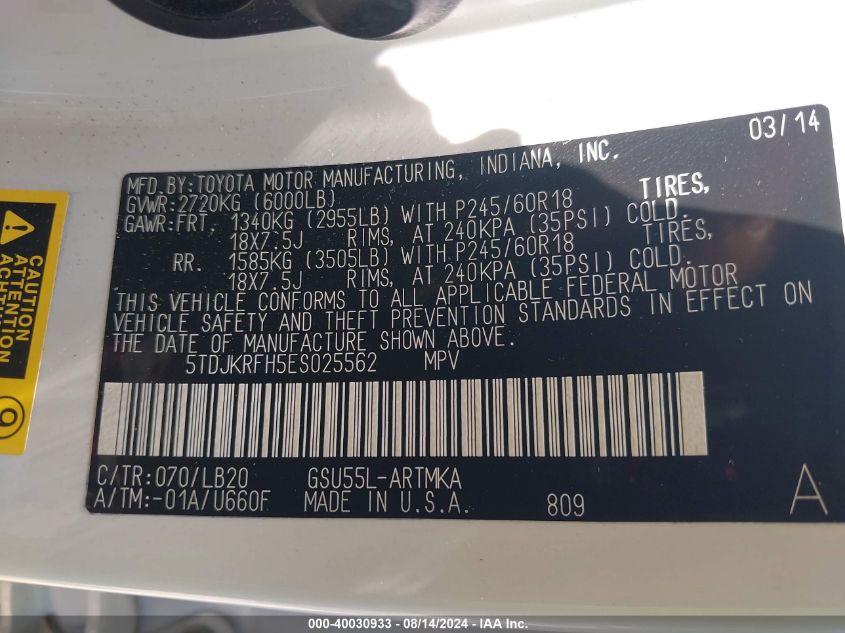 03/14
MFD.BY:TOYOTA MOTOR MANUFACTURING, INDIANA, INC.
GVWR:2720KG (6000LB)
GAWR:FRT. 1340KG (2955LB) WITH P245/60R18 TIRES,
18X7.5J RIMS, AT 240KPA (35PSI) COLD.
RR. 1585KG (3505LB) WITH P245/60R18 TIRES,
18X7.5J RIMS, AT 240KPA (35PSI) COLD.
THIS VEHICLE CONFORMS TO ALL APPLICABLE FEDERAL MOTOR
VEHICLE SAFETY AND THEFT PREVENTION STANDARDS IN EFFECT ON
THE DATE OF MANUFACTURE SHOWN ABOVE.
5TDJKRFH5ES025562 MPV
C/TR:070/LB20 GSU55L-ARTMKA
A/TM:-01A/U660F MADE IN U.S.A. 809 A
CAUTION
ATTENTION
ACHTUNG
9
000-40030933 - 08/14/2024 - IAA Inc.